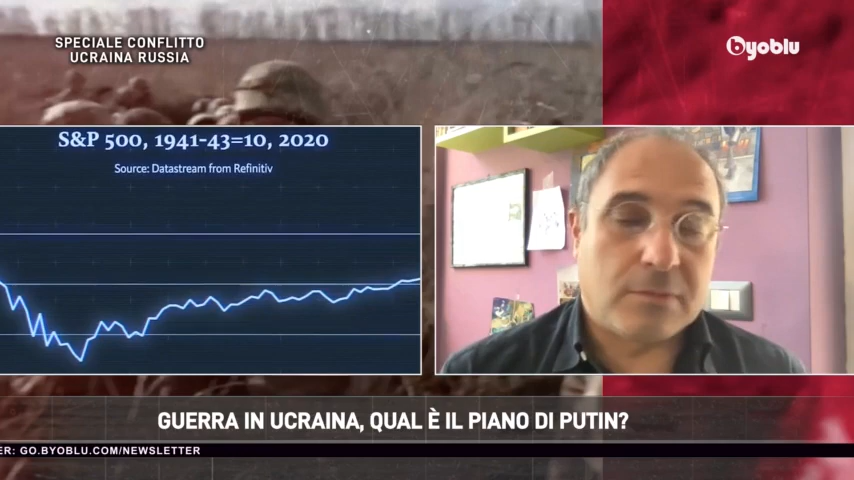 SPECIALE CONFLITTO
UCRAINA RUSSIA
byoblu
S&P 500, 1941-43=10, 2020
Source: Datastream from Refinitiv
GUERRA IN UCRAINA, QUAL È IL PIANO DI PUTIN?
ER: GO.BYOBLU.COM/NEWSLETTER